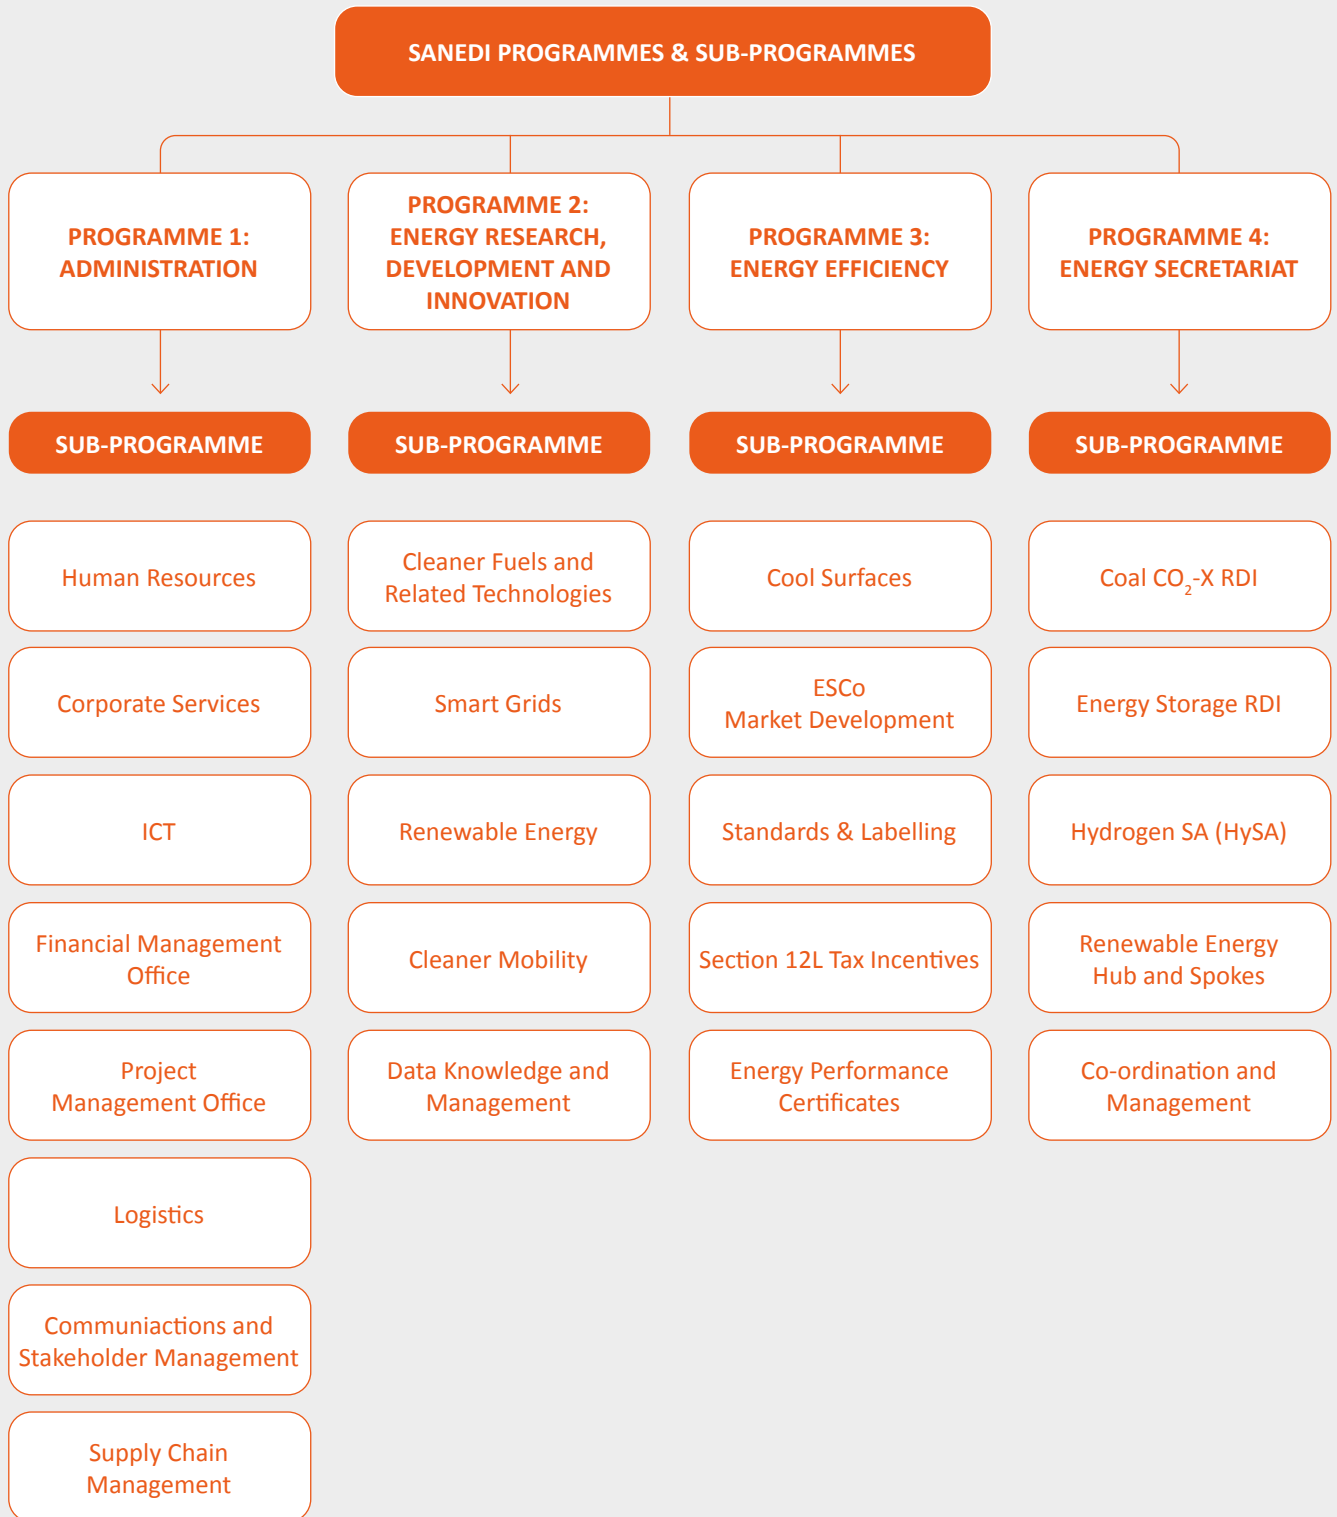 SANEDI PROGRAMMES & SUB-PROGRAMMES
PROGRAMME 1:
ADMINISTRATION
PROGRAMME 2:
ENERGY RESEARCH,
DEVELOPMENT AND
INNOVATION
PROGRAMME 3:
ENERGY EFFICIENCY
PROGRAMME 4:
ENERGY SECRETARIAT
SUB-PROGRAMME
Human Resources
Corporate Services
ICT
Financial Management
Office
Project
Management Office
Logistics
Communiactions and
Stakeholder Management
Supply Chain
Management
SUB-PROGRAMME
Cleaner Fuels and
Related Technologies
Smart Grids
Renewable Energy
Cleaner Mobility
Data Knowledge and
Management
SUB-PROGRAMME
Cool Surfaces
ESCo
Market Development
Standards & Labelling
Section 12L Tax Incentives
Energy Performance
Certificates
SUB-PROGRAMME
Coal CO₂-X RDI
Energy Storage RDI
Hydrogen SA (HySA)
Renewable Energy
Hub and Spokes
Co-ordination and
Management